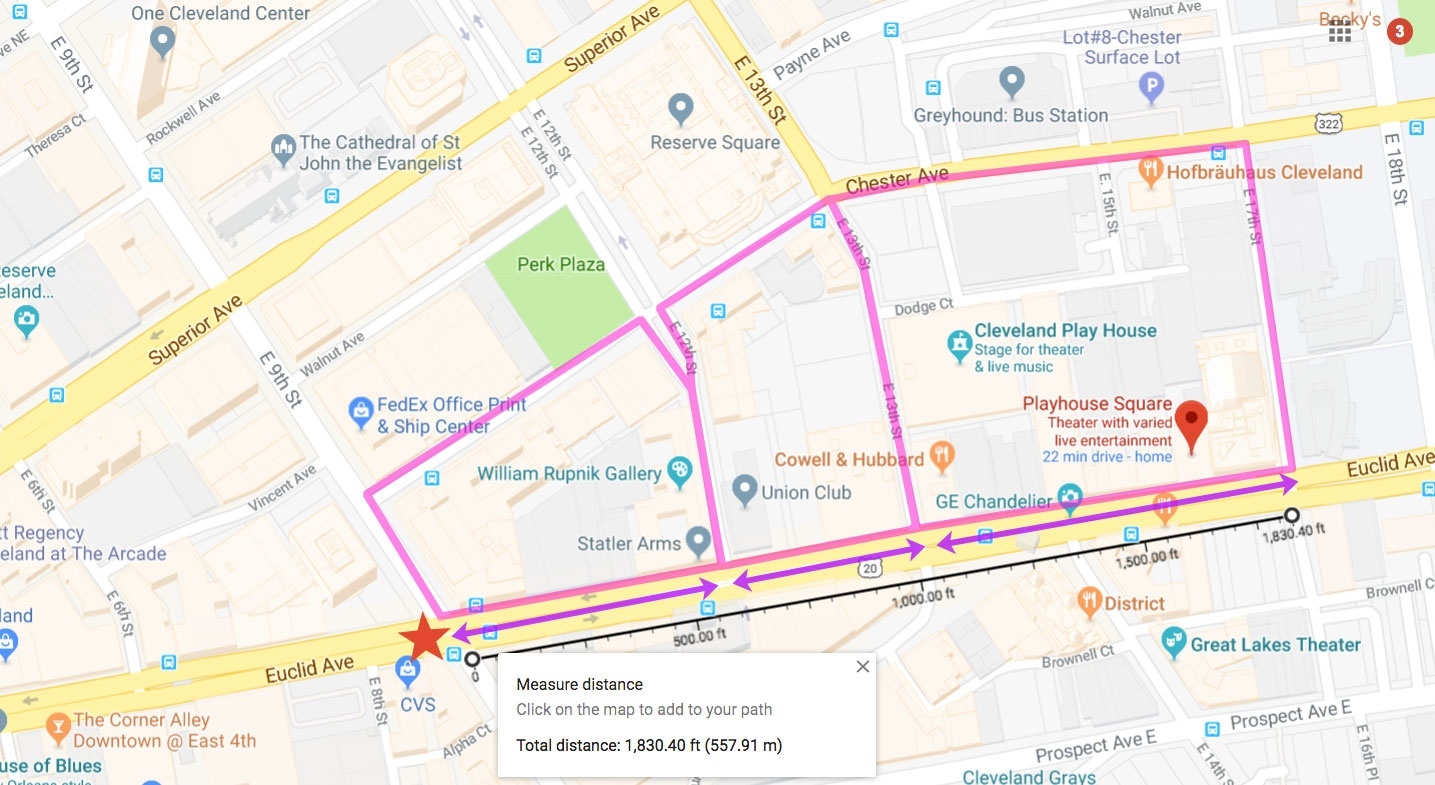 One Cleveland Center
E 9th St
Superior Ave
E 13th St
Payne Ave
Walnut Ave
Becky's
3
Lot#8-Chester
Surface Lot
P
Greyhound: Bus Station
322
Theresa Ct
Rockwell Ave
The Cathedral of St
John the Evangelist
E 12th St
E 12th St
Reserve Square
Chester Ave
Hofbräuhaus Cleveland
E 18th St
E 15th St
E 17th St
E 13th St
Perk Plaza
Superior Ave
Walnut Ave
E 9th St
E 12th St
Dodge Ct
Cleveland Play House
Stage for theater
& live music
E 13th St
FedEx Office Print
& Ship Center
Playhouse Square
Theater with varied
live entertainment
22 min drive - home
William Rupnik Gallery
Cowell & Hubbard
Union Club
GE Chandelier
Euclid Ave
E 6th St
Vincent Ave
eland at The Arcade
Statler Arms
20
1,830.40 ft
1,500.00 ft
1,000.00 ft
500.00 ft
0
E 6th St
District
Brownell Ct
Great Lakes Theater
Brownell Ct
Euclid Ave
E 8th St
CVS
Alpha Ct
The Corner Alley
Downtown @ East 4th
use of Blues
Measure distance
Click on the map to add to your path
Total distance: 1,830.40 ft (557.91 m)
Prospect Ave E
Prospect Ave E
E 14th S
E 16th Pl
Cleveland Grays